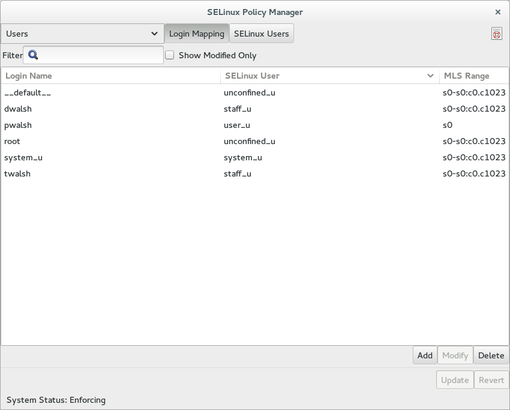 SELinux Policy Manager
Users Login Mapping SELinux Users
Filter Show Modified Only
Login Name SELinux User MLS Range
__default__ unconfined_u s0-s0:c0.c1023
dwalsh staff_u s0-s0:c0.c1023
pwalsh user_u s0
root unconfined_u s0-s0:c0.c1023
system_u system_u s0-s0:c0.c1023
twalsh staff_u s0-s0:c0.c1023
Add Modify Delete
Update Revert
System Status: Enforcing